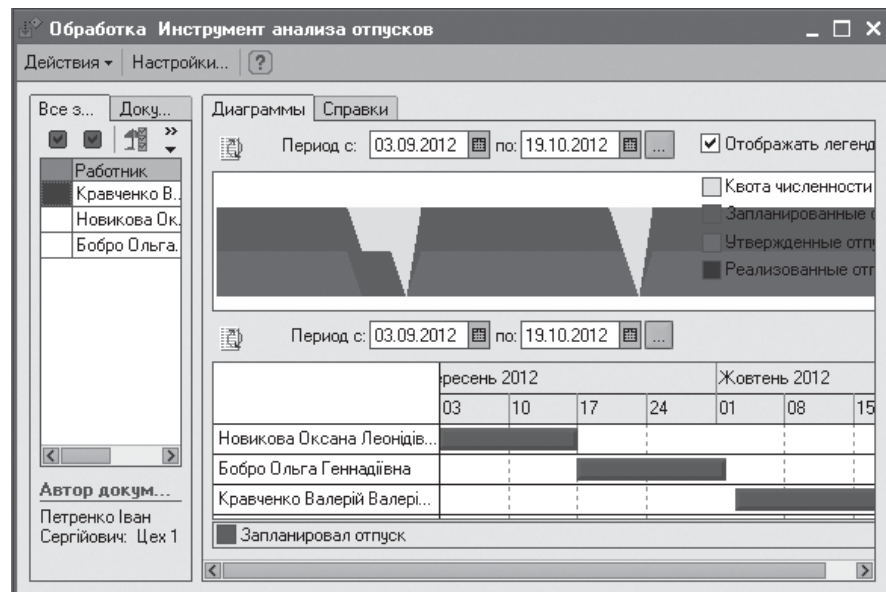 Обработка Инструмент анализа отпусков
Действия Настройки... ?
Все з... Доку...
Работник
Кравченко В..
Новикова Ок.
Бобро Ольга.
Автор докум...
Петренко Іван
Сергійович: Цех 1
Диаграммы Справки
Период с: 03.09.2012 по: 19.10.2012 ... Отображать легенд
Квота численности
Запланированные
Утвержденные отп
Реализованные отг
Период с: 03.09.2012 по: 19.10.2012 ...
ресень 2012 Жовтень 2012
03 10 17 24 01 08 15
Новикова Оксана Леонідів...
Бобро Ольга Геннадіївна
Кравченко Валерій Валері...
Запланировал отпуск